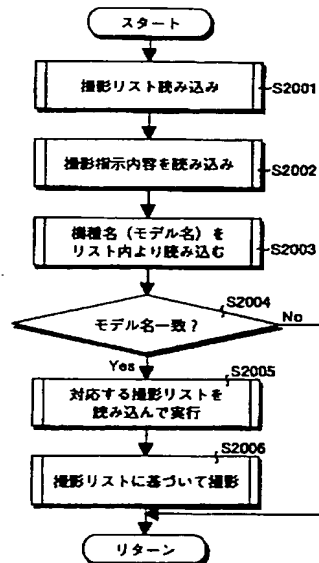 スタート
撮影リスト読み込み
S2001
撮影指示内容を読み込み
S2002
機種名（モデル名）を
リスト内より読み込む
S2003
S2004
モデル名一致？
No
Yes
S2005
対応する撮影リストを
読み込んで実行
S2006
撮影リストに基づいて撮影
リターン